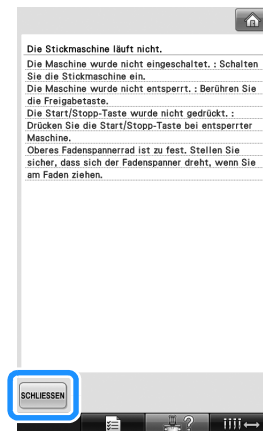 Die Stickmaschine läuft nicht.
Die Maschine wurde nicht eingeschaltet. : Schalten
Sie die Stickmaschine ein.
Die Maschine wurde nicht entsperrt. : Berühren Sie
die Freigabetaste.
Die Start/Stopp-Taste wurde nicht gedrückt. :
Drücken Sie die Start/Stopp-Taste bei entsperrter
Maschine.
Oberes Fadenspannerrad ist zu fest. Stellen Sie
sicher, dass sich der Fadenspanner dreht, wenn Sie
am Faden ziehen.
SCHLIESSEN
?